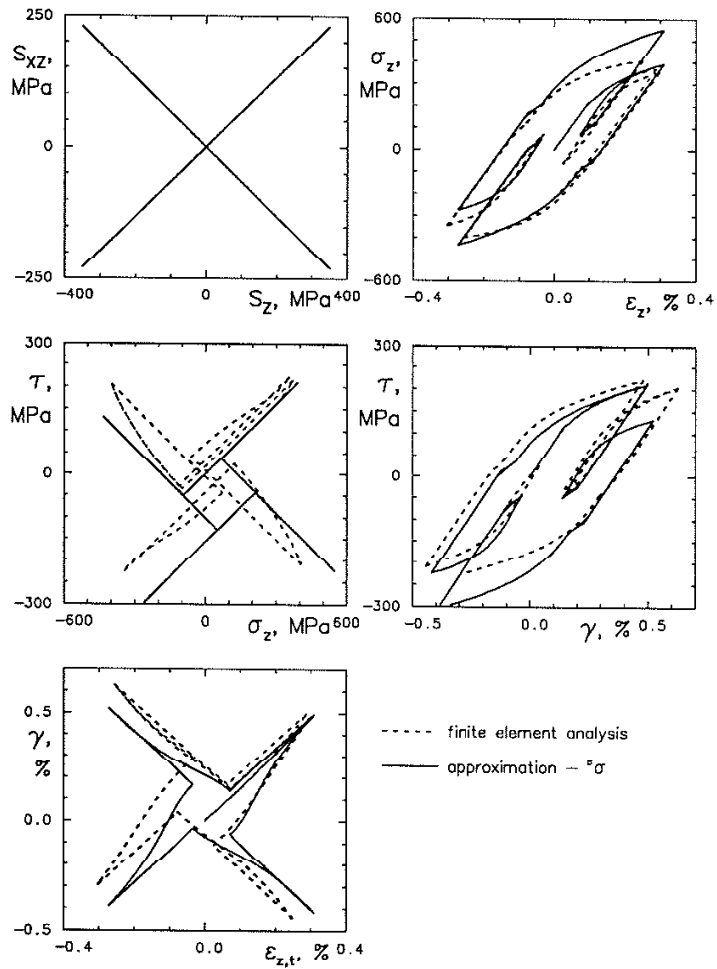 250
S_XZ,
MPa
0
-250
-400
0
400
S_Z, MPa
600
σ_z,
MPa
0
-600
-0.4
0.0
0.4
ε_z, %
300
τ,
MPa
0
-300
-600
0
600
σ_z, MPa
300
τ,
MPa
0
-300
-0.5
0.0
0.5
γ, %
0.5
γ,
%
0.0
-0.5
-0.4
0.0
0.4
ε_z,t, %
finite element analysis
approximation – °σ